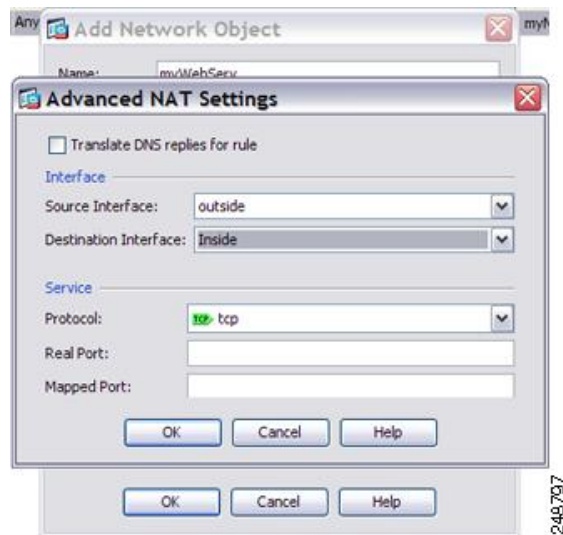 Any
Add Network Object
myN
Name: myWebServ
Advanced NAT Settings
Translate DNS replies for rule
Interface
Source Interface: outside
Destination Interface: Inside
Service
Protocol: TCP tcp
Real Port:
Mapped Port:
OK Cancel Help
OK Cancel Help
248797